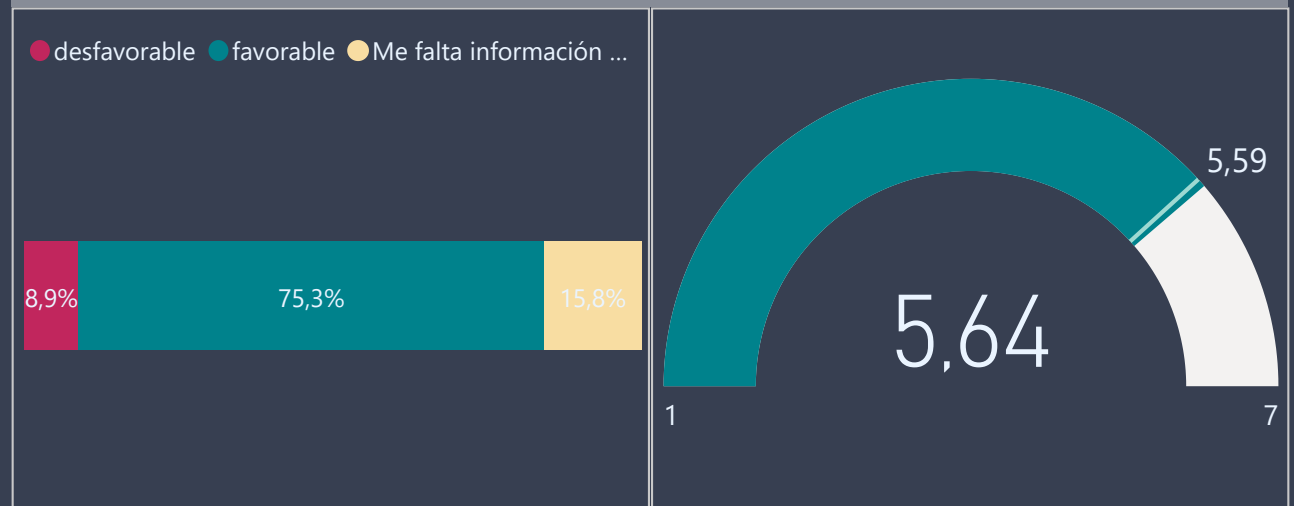 desfavorable favorable Me falta información ...
8,9% 75,3% 15,8%
5,59
5,64
1 7